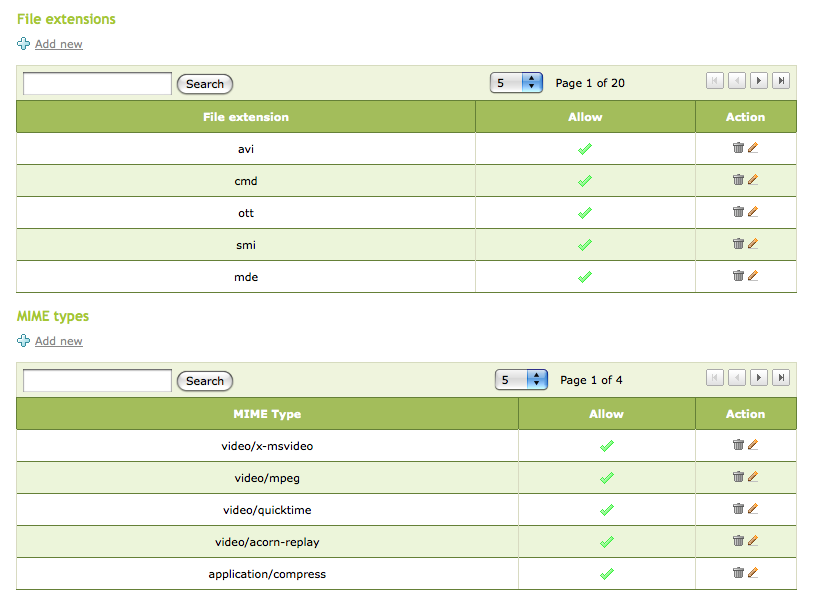 File extensions
Add new
Search 5 Page 1 of 20
File extension Allow Action
avi
cmd
ott
smi
mde
MIME types
Add new
Search 5 Page 1 of 4
MIME Type Allow Action
video/x-msvideo
video/mpeg
video/quicktime
video/acorn-replay
application/compress